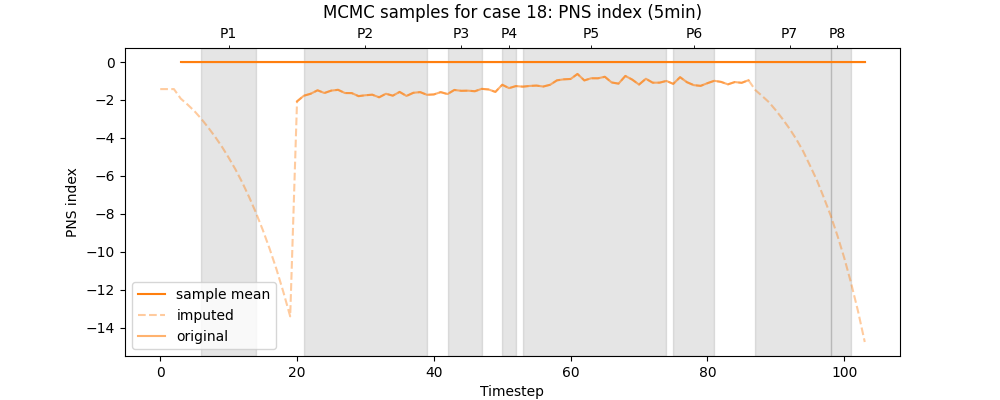 MCMC samples for case 18: PNS index (5min)
P1 P2 P3 P4 P5 P6 P7 P8
0
−2
−4
−6
−8
−10
−12
−14
PNS index
sample mean
imputed
original
0 20 40 60 80 100
Timestep